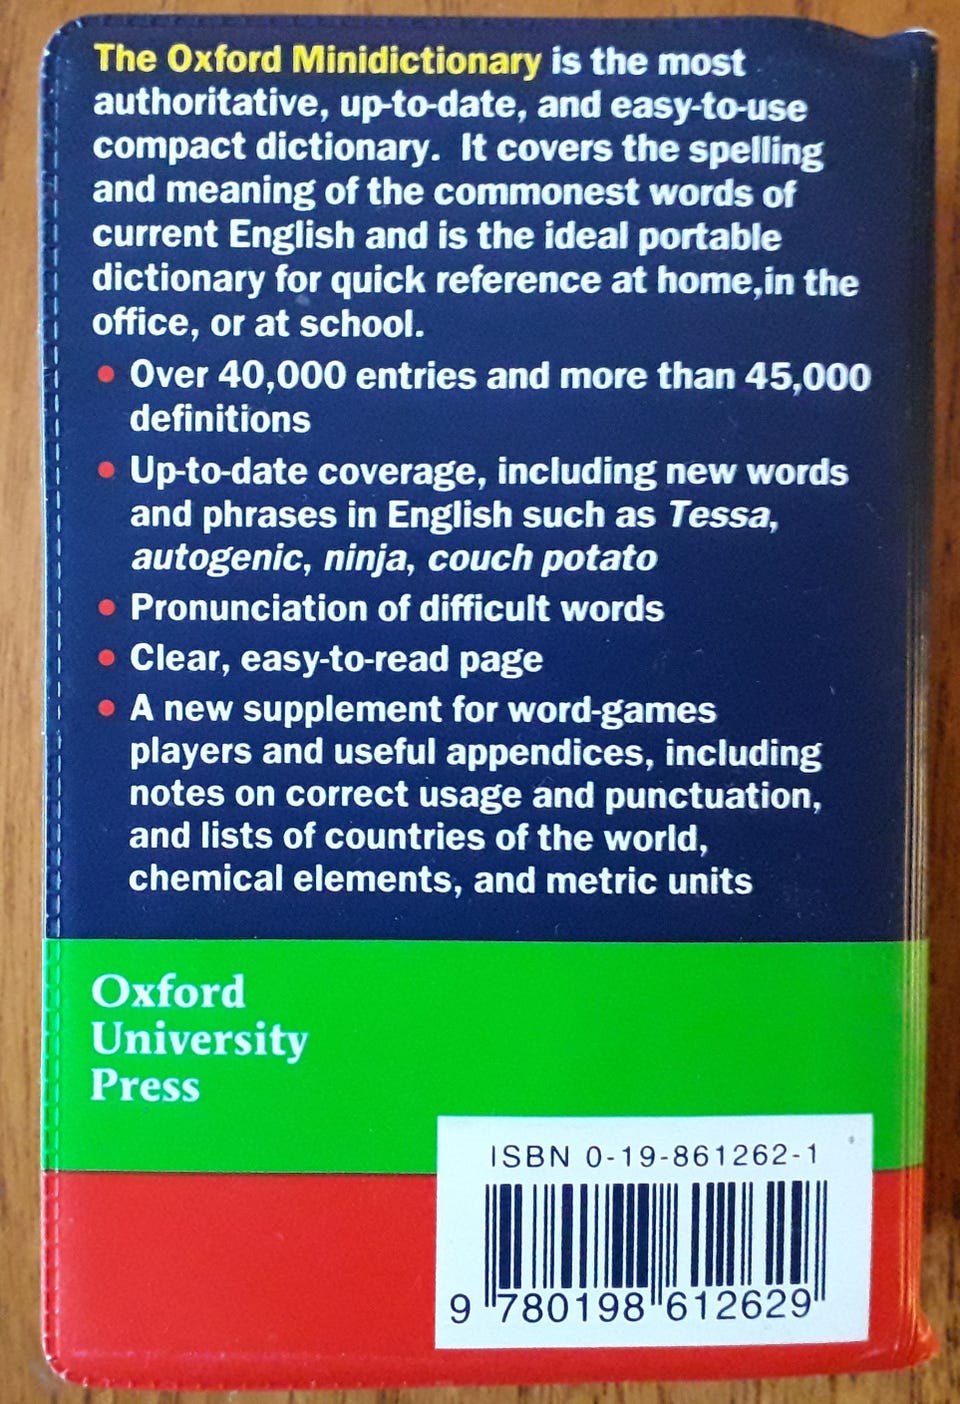 The Oxford Minidictionary is the most
authoritative, up-to-date, and easy-to-use
compact dictionary. It covers the spelling
and meaning of the commonest words of
current English and is the ideal portable
dictionary for quick reference at home,in the
office, or at school.
• Over 40,000 entries and more than 45,000
definitions
• Up-to-date coverage, including new words
and phrases in English such as Tessa,
autogenic, ninja, couch potato
• Pronunciation of difficult words
• Clear, easy-to-read page
• A new supplement for word-games
players and useful appendices, including
notes on correct usage and punctuation,
and lists of countries of the world,
chemical elements, and metric units
Oxford
University
Press
ISBN 0-19-861262-1
9 780198 612629